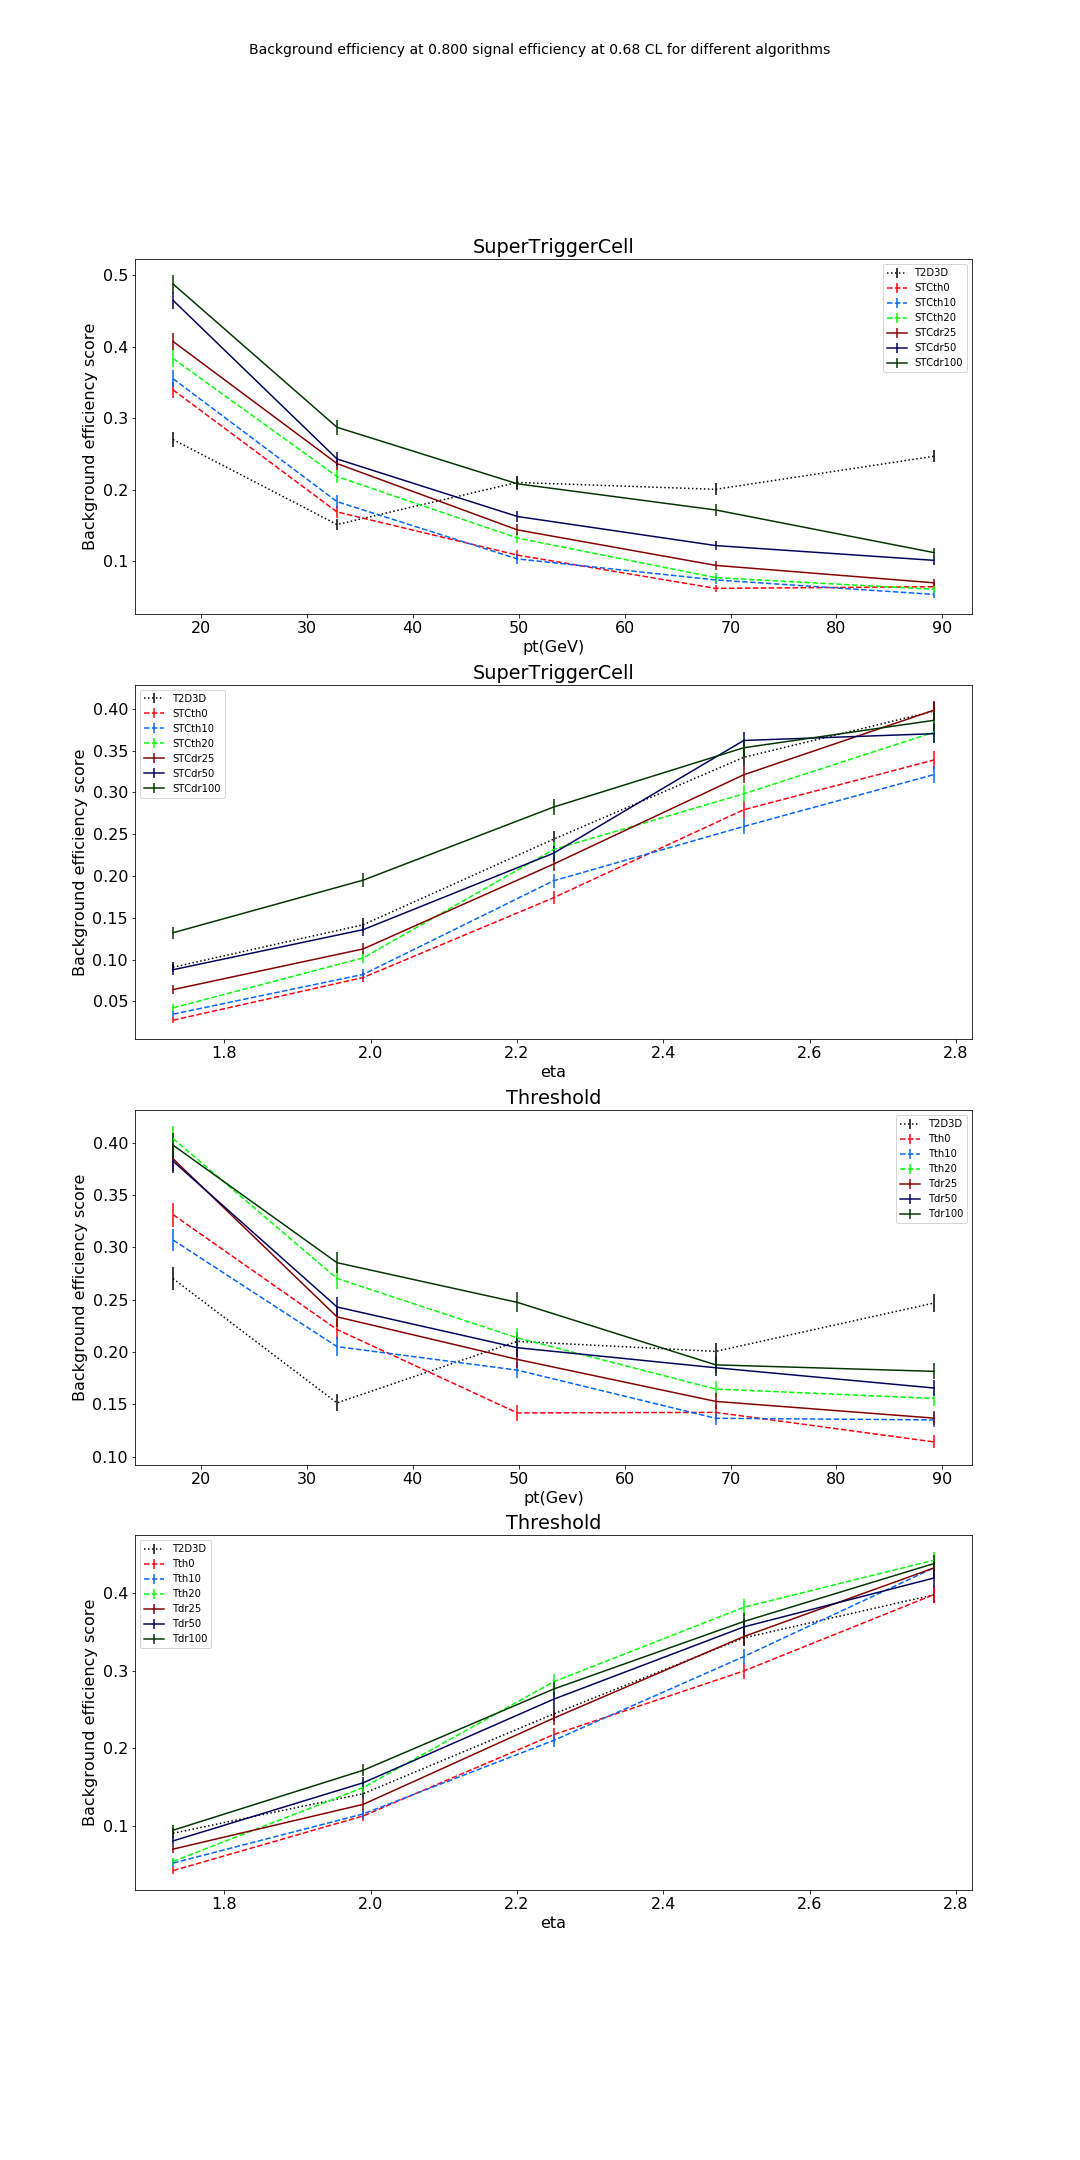 Background efficiency at 0.800 signal efficiency at 0.68 CL for different algorithms
SuperTriggerCell
Background efficiency score
0.5
0.4
0.3
0.2
0.1
T2D3D
STCth0
STCth10
STCth20
STCdr25
STCdr50
STCdr100
20 30 40 50 60 70 80 90
pt(GeV)
SuperTriggerCell
Background efficiency score
0.40
0.35
0.30
0.25
0.20
0.15
0.10
0.05
T2D3D
STCth0
STCth10
STCth20
STCdr25
STCdr50
STCdr100
1.8 2.0 2.2 2.4 2.6 2.8
eta
Threshold
Background efficiency score
0.40
0.35
0.30
0.25
0.20
0.15
0.10
T2D3D
Tth0
Tth10
Tth20
Tdr25
Tdr50
Tdr100
20 30 40 50 60 70 80 90
pt(Gev)
Threshold
Background efficiency score
0.4
0.3
0.2
0.1
T2D3D
Tth0
Tth10
Tth20
Tdr25
Tdr50
Tdr100
1.8 2.0 2.2 2.4 2.6 2.8
eta